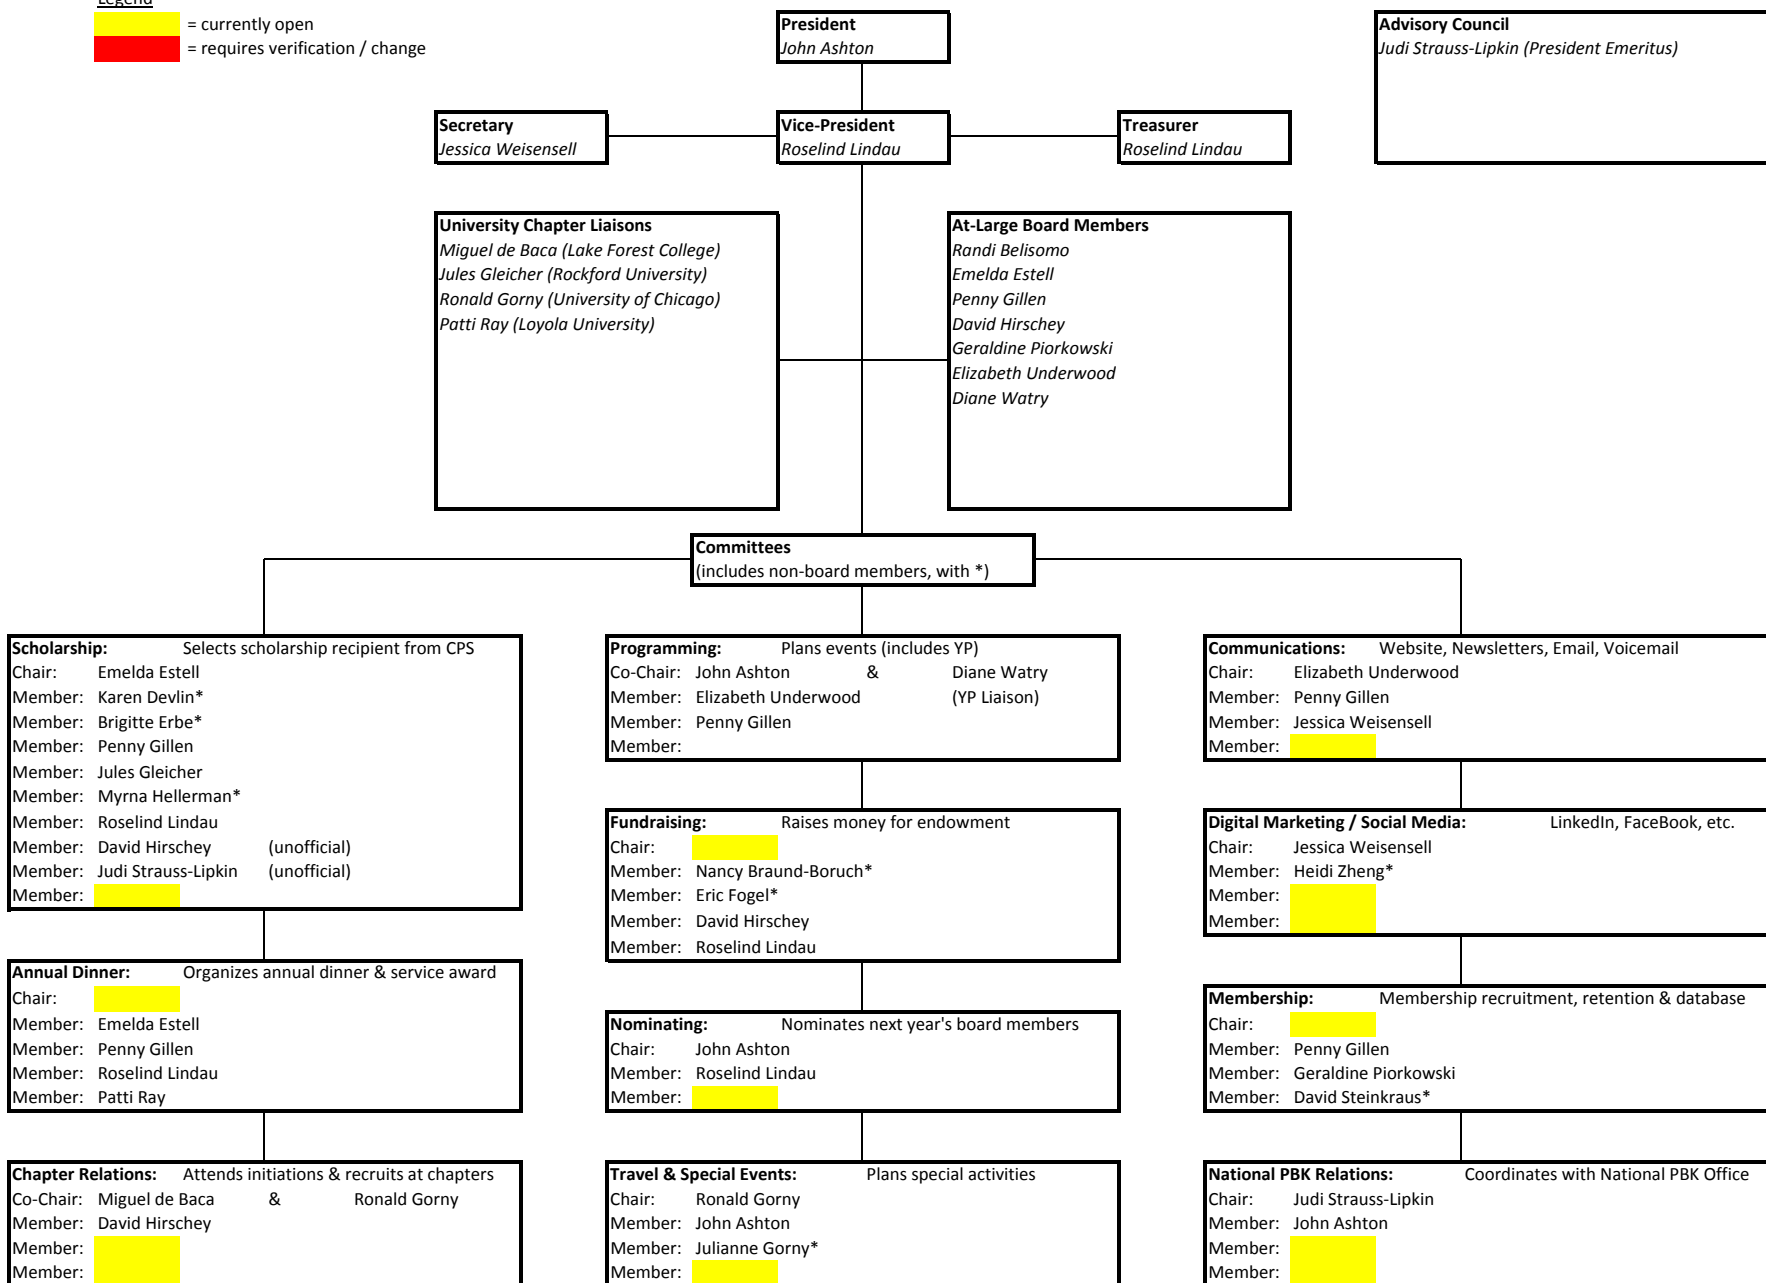 Legend
= currently open
= requires verification / change
President
John Ashton
Advisory Council
Judi Strauss-Lipkin (President Emeritus)
Secretary
Jessica Weisensell
Vice-President
Roselind Lindau
Treasurer
Roselind Lindau
University Chapter Liaisons
Miguel de Baca (Lake Forest College)
Jules Gleicher (Rockford University)
Ronald Gorny (University of Chicago)
Patti Ray (Loyola University)
At-Large Board Members
Randi Belisomo
Emelda Estell
Penny Gillen
David Hirschey
Geraldine Piorkowski
Elizabeth Underwood
Diane Watry
Committees
(includes non-board members, with *)
Scholarship: Selects scholarship recipient from CPS
Chair: Emelda Estell
Member: Karen Devlin*
Member: Brigitte Erbe*
Member: Penny Gillen
Member: Jules Gleicher
Member: Myrna Hellerman*
Member: Roselind Lindau
Member: David Hirschey (unofficial)
Member: Judi Strauss-Lipkin (unofficial)
Member:
Annual Dinner: Organizes annual dinner & service award
Chair:
Member: Emelda Estell
Member: Penny Gillen
Member: Roselind Lindau
Member: Patti Ray
Chapter Relations: Attends initiations & recruits at chapters
Co-Chair: Miguel de Baca & Ronald Gorny
Member: David Hirschey
Member:
Member:
Programming: Plans events (includes YP)
Co-Chair: John Ashton & Diane Watry
Member: Elizabeth Underwood (YP Liaison)
Member: Penny Gillen
Member:
Fundraising: Raises money for endowment
Chair:
Member: Nancy Braund-Boruch*
Member: Eric Fogel*
Member: David Hirschey
Member: Roselind Lindau
Nominating: Nominates next year's board members
Chair: John Ashton
Member: Roselind Lindau
Member:
Travel & Special Events: Plans special activities
Chair: Ronald Gorny
Member: John Ashton
Member: Julianne Gorny*
Member:
Communications: Website, Newsletters, Email, Voicemail
Chair: Elizabeth Underwood
Member: Penny Gillen
Member: Jessica Weisensell
Member:
Digital Marketing / Social Media: LinkedIn, FaceBook, etc.
Chair: Jessica Weisensell
Member: Heidi Zheng*
Member:
Member:
Membership: Membership recruitment, retention & database
Chair:
Member: Penny Gillen
Member: Geraldine Piorkowski
Member: David Steinkraus*
National PBK Relations: Coordinates with National PBK Office
Chair: Judi Strauss-Lipkin
Member: John Ashton
Member:
Member: